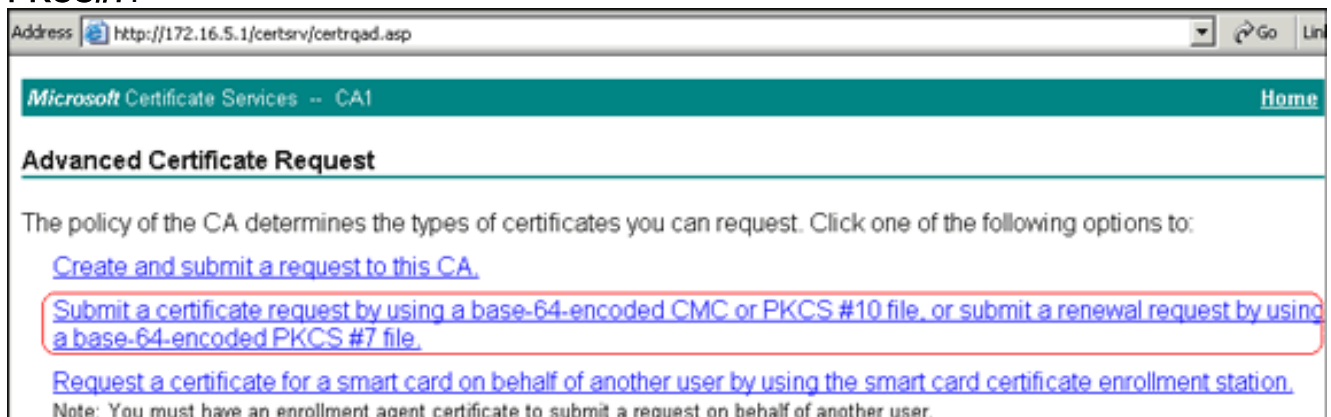 Address http://172.16.5.1/certsrv/certrqad.asp Go
Microsoft Certificate Services -- CA1 Home
Advanced Certificate Request
The policy of the CA determines the types of certificates you can request. Click one of the following options to:
Create and submit a request to this CA.
Submit a certificate request by using a base-64-encoded CMC or PKCS #10 file, or submit a renewal request by using
a base-64-encoded PKCS #7 file.
Request a certificate for a smart card on behalf of another user by using the smart card certificate enrollment station.
Note: You must have an enrollment agent certificate to submit a request on behalf of another user.